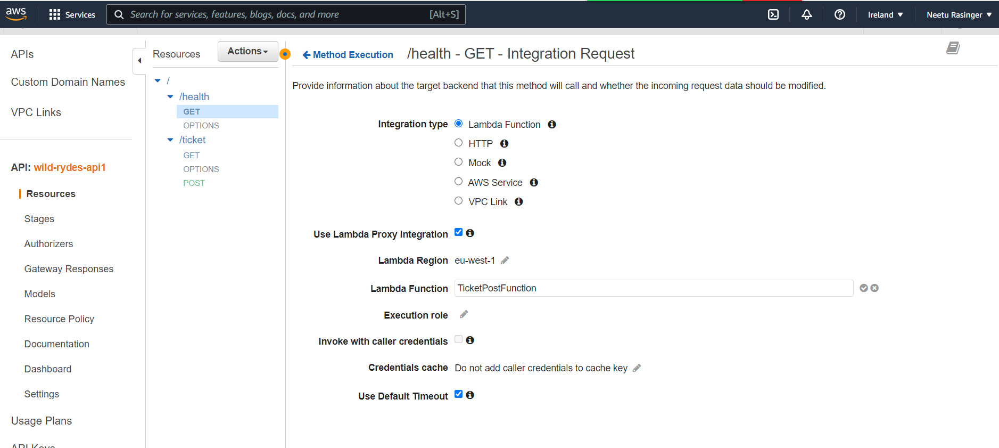 aws
Services
Search for services, features, blogs, docs, and more
[Alt+S]
Ireland ▼
Neetu Rasinger ▼
APIs
Custom Domain Names
VPC Links
API: wild-rydes-api1
Resources
Stages
Authorizers
Gateway Responses
Models
Resource Policy
Documentation
Dashboard
Settings
Usage Plans
API Keys
Resources
Actions
/
/health
GET
OPTIONS
/ticket
GET
OPTIONS
POST
Method Execution /health - GET - Integration Request
Provide information about the target backend that this method will call and whether the incoming request data should be modified.
Integration type Lambda Function
HTTP
Mock
AWS Service
VPC Link
Use Lambda Proxy integration
Lambda Region eu-west-1
Lambda Function TicketPostFunction
Execution role
Invoke with caller credentials
Credentials cache Do not add caller credentials to cache key
Use Default Timeout